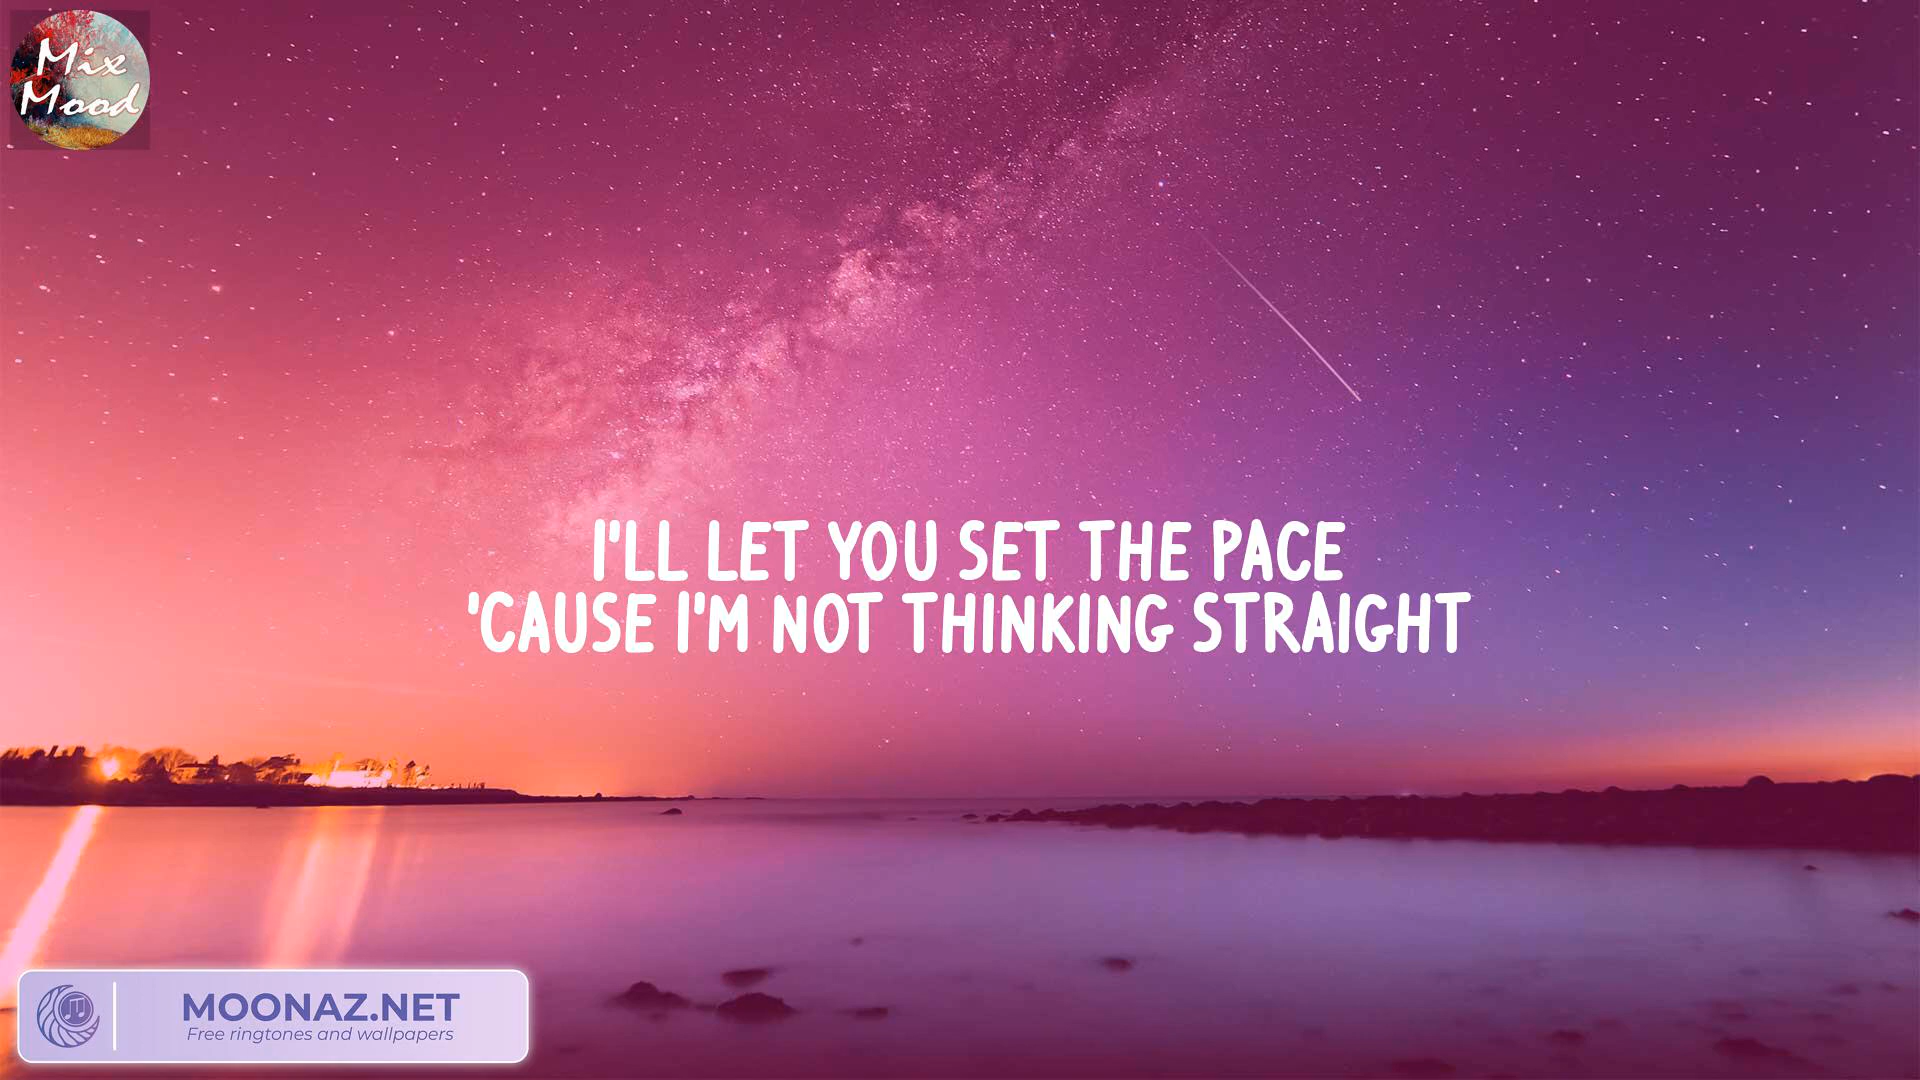 Mix
Mood
I'LL LET YOU SET THE PACE
'CAUSE I'M NOT THINKING STRAIGHT
MOONAZ.NET
Free ringtones and wallpapers